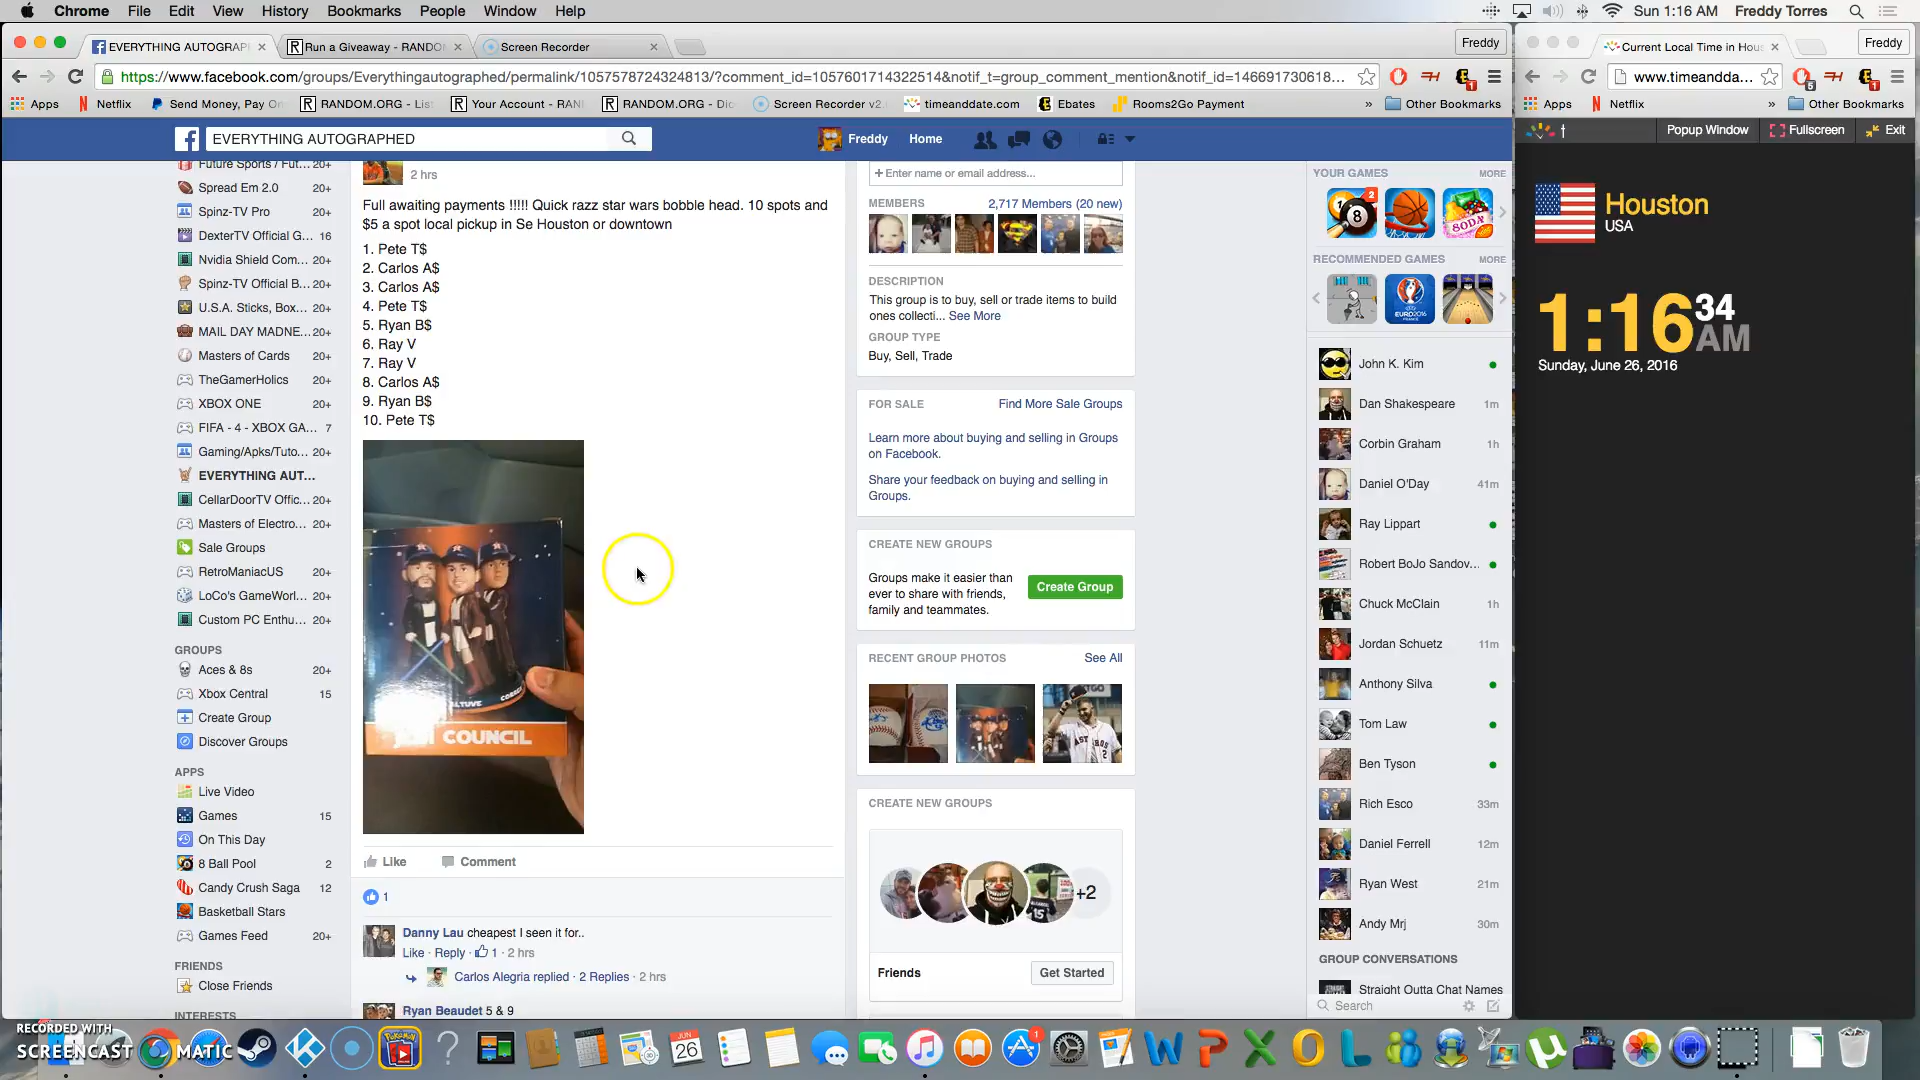 Chrome File Edit View History Bookmarks People Window Help Sun 1:16 AM Freddy Torres
EVERYTHING AUTOGRAP Run a Giveaway - RANDO Screen Recorder Freddy
https://www.facebook.com/groups/Everythingautographed/permalink/1057578724324813/?comment_id=1057601714322514&notif_t=group_comment_mention&notif_id=146691730618...
Apps Netflix Send Money, Pay On RANDOM.ORG - List Your Account - RAN RANDOM.ORG - Dic Screen Recorder v2. timeanddate.com Ebates Rooms2Go Payment » Other Bookmarks
EVERYTHING AUTOGRAPHED Freddy Home
Future Sports / Fut... 20+
Spread Em 2.0 20+
Spinz-TV Pro 20+
DexterTV Official G... 16
Nvidia Shield Com... 20+
Spinz-TV Official B... 20+
U.S.A. Sticks, Box... 20+
MAIL DAY MADNE... 20+
Masters of Cards 20+
TheGamerHolics 20+
XBOX ONE 20+
FIFA - 4 - XBOX GA... 7
Gaming/Apks/Tuto... 20+
EVERYTHING AUT... 20+
CellarDoorTV Offic... 20+
Masters of Electro... 20+
Sale Groups 20+
RetroManiacUS 20+
LoCo's GameWorl... 20+
Custom PC Enthu... 20+
GROUPS
Aces & 8s 20+
Xbox Central 15
Create Group
Discover Groups
APPS
Live Video
Games 15
On This Day
8 Ball Pool 2
Candy Crush Saga 12
Basketball Stars
Games Feed 20+
FRIENDS
Close Friends
INTERESTS
2 hrs
Full awaiting payments !!!!! Quick razz star wars bobble head. 10 spots and
$5 a spot local pickup in Se Houston or downtown
1. Pete T$
2. Carlos A$
3. Carlos A$
4. Pete T$
5. Ryan B$
6. Ray V
7. Ray V
8. Carlos A$
9. Ryan B$
10. Pete T$
ALTUVE
COUNCIL
Like Comment
1
Danny Lau cheapest I seen it for..
Like · Reply · 1 · 2 hrs
Carlos Alegria replied · 2 Replies · 2 hrs
Ryan Beaudet 5 & 9
+ Enter name or email address...
MEMBERS 2,717 Members (20 new)
DESCRIPTION
This group is to buy, sell or trade items to build
ones collecti... See More
GROUP TYPE
Buy, Sell, Trade
FOR SALE Find More Sale Groups
Learn more about buying and selling in Groups
on Facebook.
Share your feedback on buying and selling in
Groups.
CREATE NEW GROUPS
Groups make it easier than
ever to share with friends,
family and teammates.
Create Group
RECENT GROUP PHOTOS See All
CREATE NEW GROUPS
+2
Friends Get Started
YOUR GAMES MORE
RECOMMENDED GAMES MORE
John K. Kim
Dan Shakespeare 1m
Corbin Graham 1h
Daniel O'Day 41m
Ray Lippart
Robert BoJo Sandov...
Chuck McClain 1h
Jordan Schuetz 11m
Anthony Silva
Tom Law
Ben Tyson
Rich Esco 33m
Daniel Ferrell 12m
Ryan West 21m
Andy Mrj 30m
GROUP CONVERSATIONS
Straight Outta Chat Names
Search
Current Local Time in Hous Freddy
www.timeandda...
Apps Netflix » Other Bookmarks
Popup Window Fullscreen Exit
Houston
USA
1:16 34 AM
Sunday, June 26, 2016
RECORDED WITH
SCREENCAST MATIC